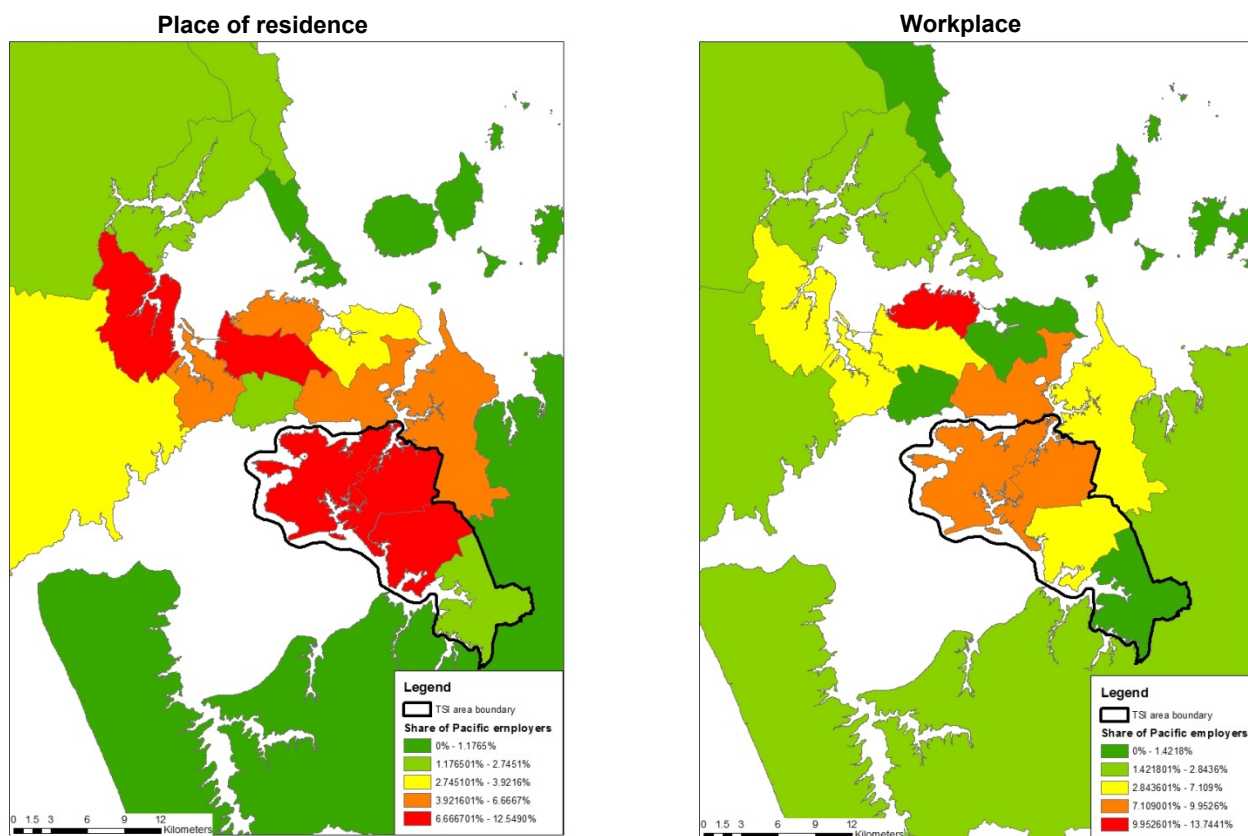 Place of residence
Legend
TSI area boundary
Share of Pacific employers
0% - 1.1765%
1.176501% - 2.7451%
2.745101% - 3.9216%
3.921601% - 6.6667%
6.666701% - 12.5490%
0 1.5 3 6 9 12
Kilometers
Workplace
Legend
TSI area boundary
Share of Pacific employers
0% - 1.4218%
1.421801% - 2.8436%
2.843601% - 7.109%
7.109001% - 9.9526%
9.952601% - 13.7441%
0 1.5 3 6 9 12
Kilometers